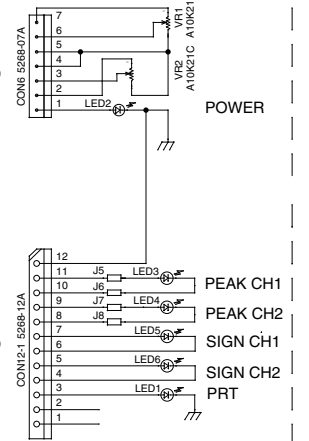 CON6 5268-07A
7
6
5
4
3
2
1
VR1
A10K21
VR2
A10K21C
LED2
POWER
CON12-1 5268-12A
12
11 J5 LED3
10 J6
PEAK CH1
9 J7 LED4
8 J8
PEAK CH2
7 LED5
6
SIGN CH1
5 LED6
4
SIGN CH2
3 LED1
PRT
2
1